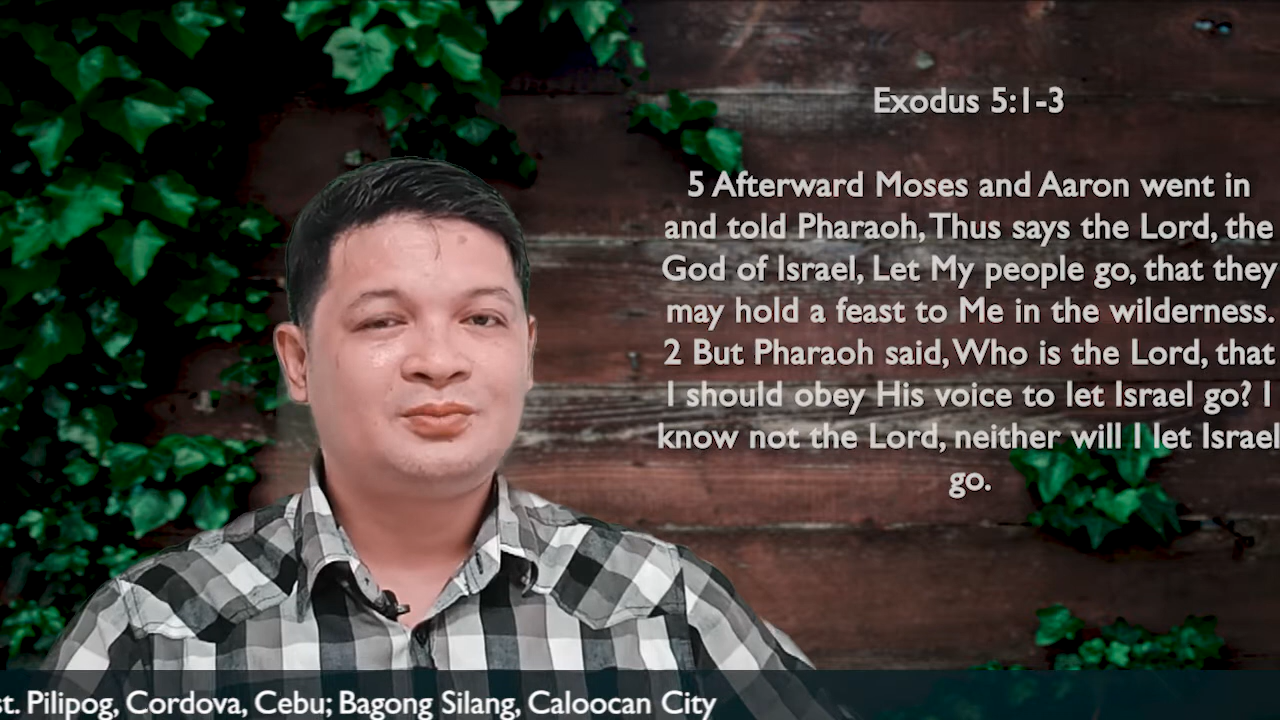 Exodus 5:1-3
5 Afterward Moses and Aaron went in
and told Pharaoh, Thus says the Lord, the
God of Israel, Let My people go, that they
may hold a feast to Me in the wilderness.
2 But Pharaoh said, Who is the Lord, that
I should obey His voice to let Israel go? I
know not the Lord, neither will I let Israel
go.
st. Pilipog, Cordova, Cebu; Bagong Silang, Caloocan City